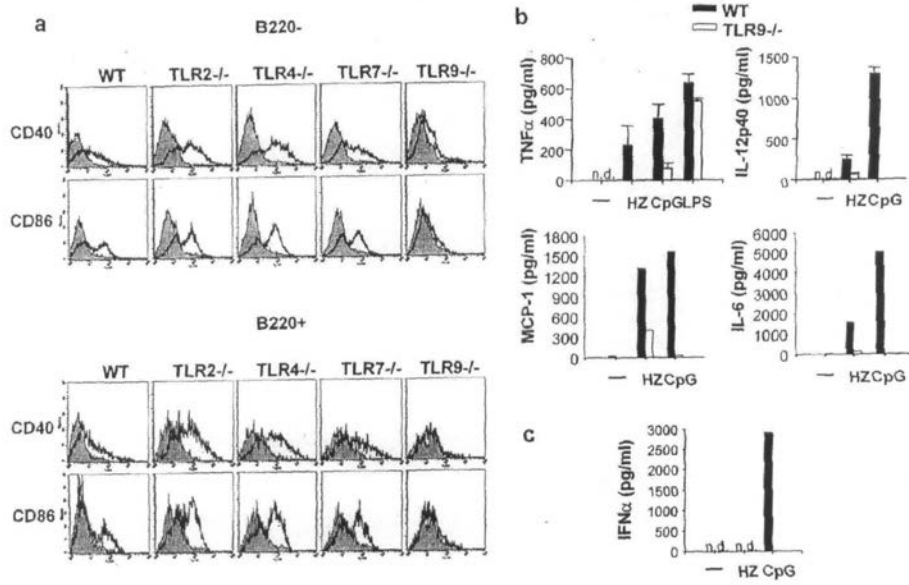 a
B220-
WT TLR2-/- TLR4-/- TLR7-/- TLR9-/-
CD40
CD86
B220+
WT TLR2-/- TLR4-/- TLR7-/- TLR9-/-
CD40
CD86
b
WT
TLR9-/-
TNFα (pg/ml)
800
600
400
200
0
n.d.
— HZ CpG LPS
IL-12p40 (pg/ml)
1500
1000
500
0
n.d.
— HZ CpG
MCP-1 (pg/ml)
1800
1500
1200
900
600
300
0
— HZ CpG
IL-6 (pg/ml)
6000
5000
4000
3000
2000
1000
0
— HZ CpG
c
IFNα (pg/ml)
3000
2500
2000
1500
1000
500
0
n.d. n.d.
— HZ CpG